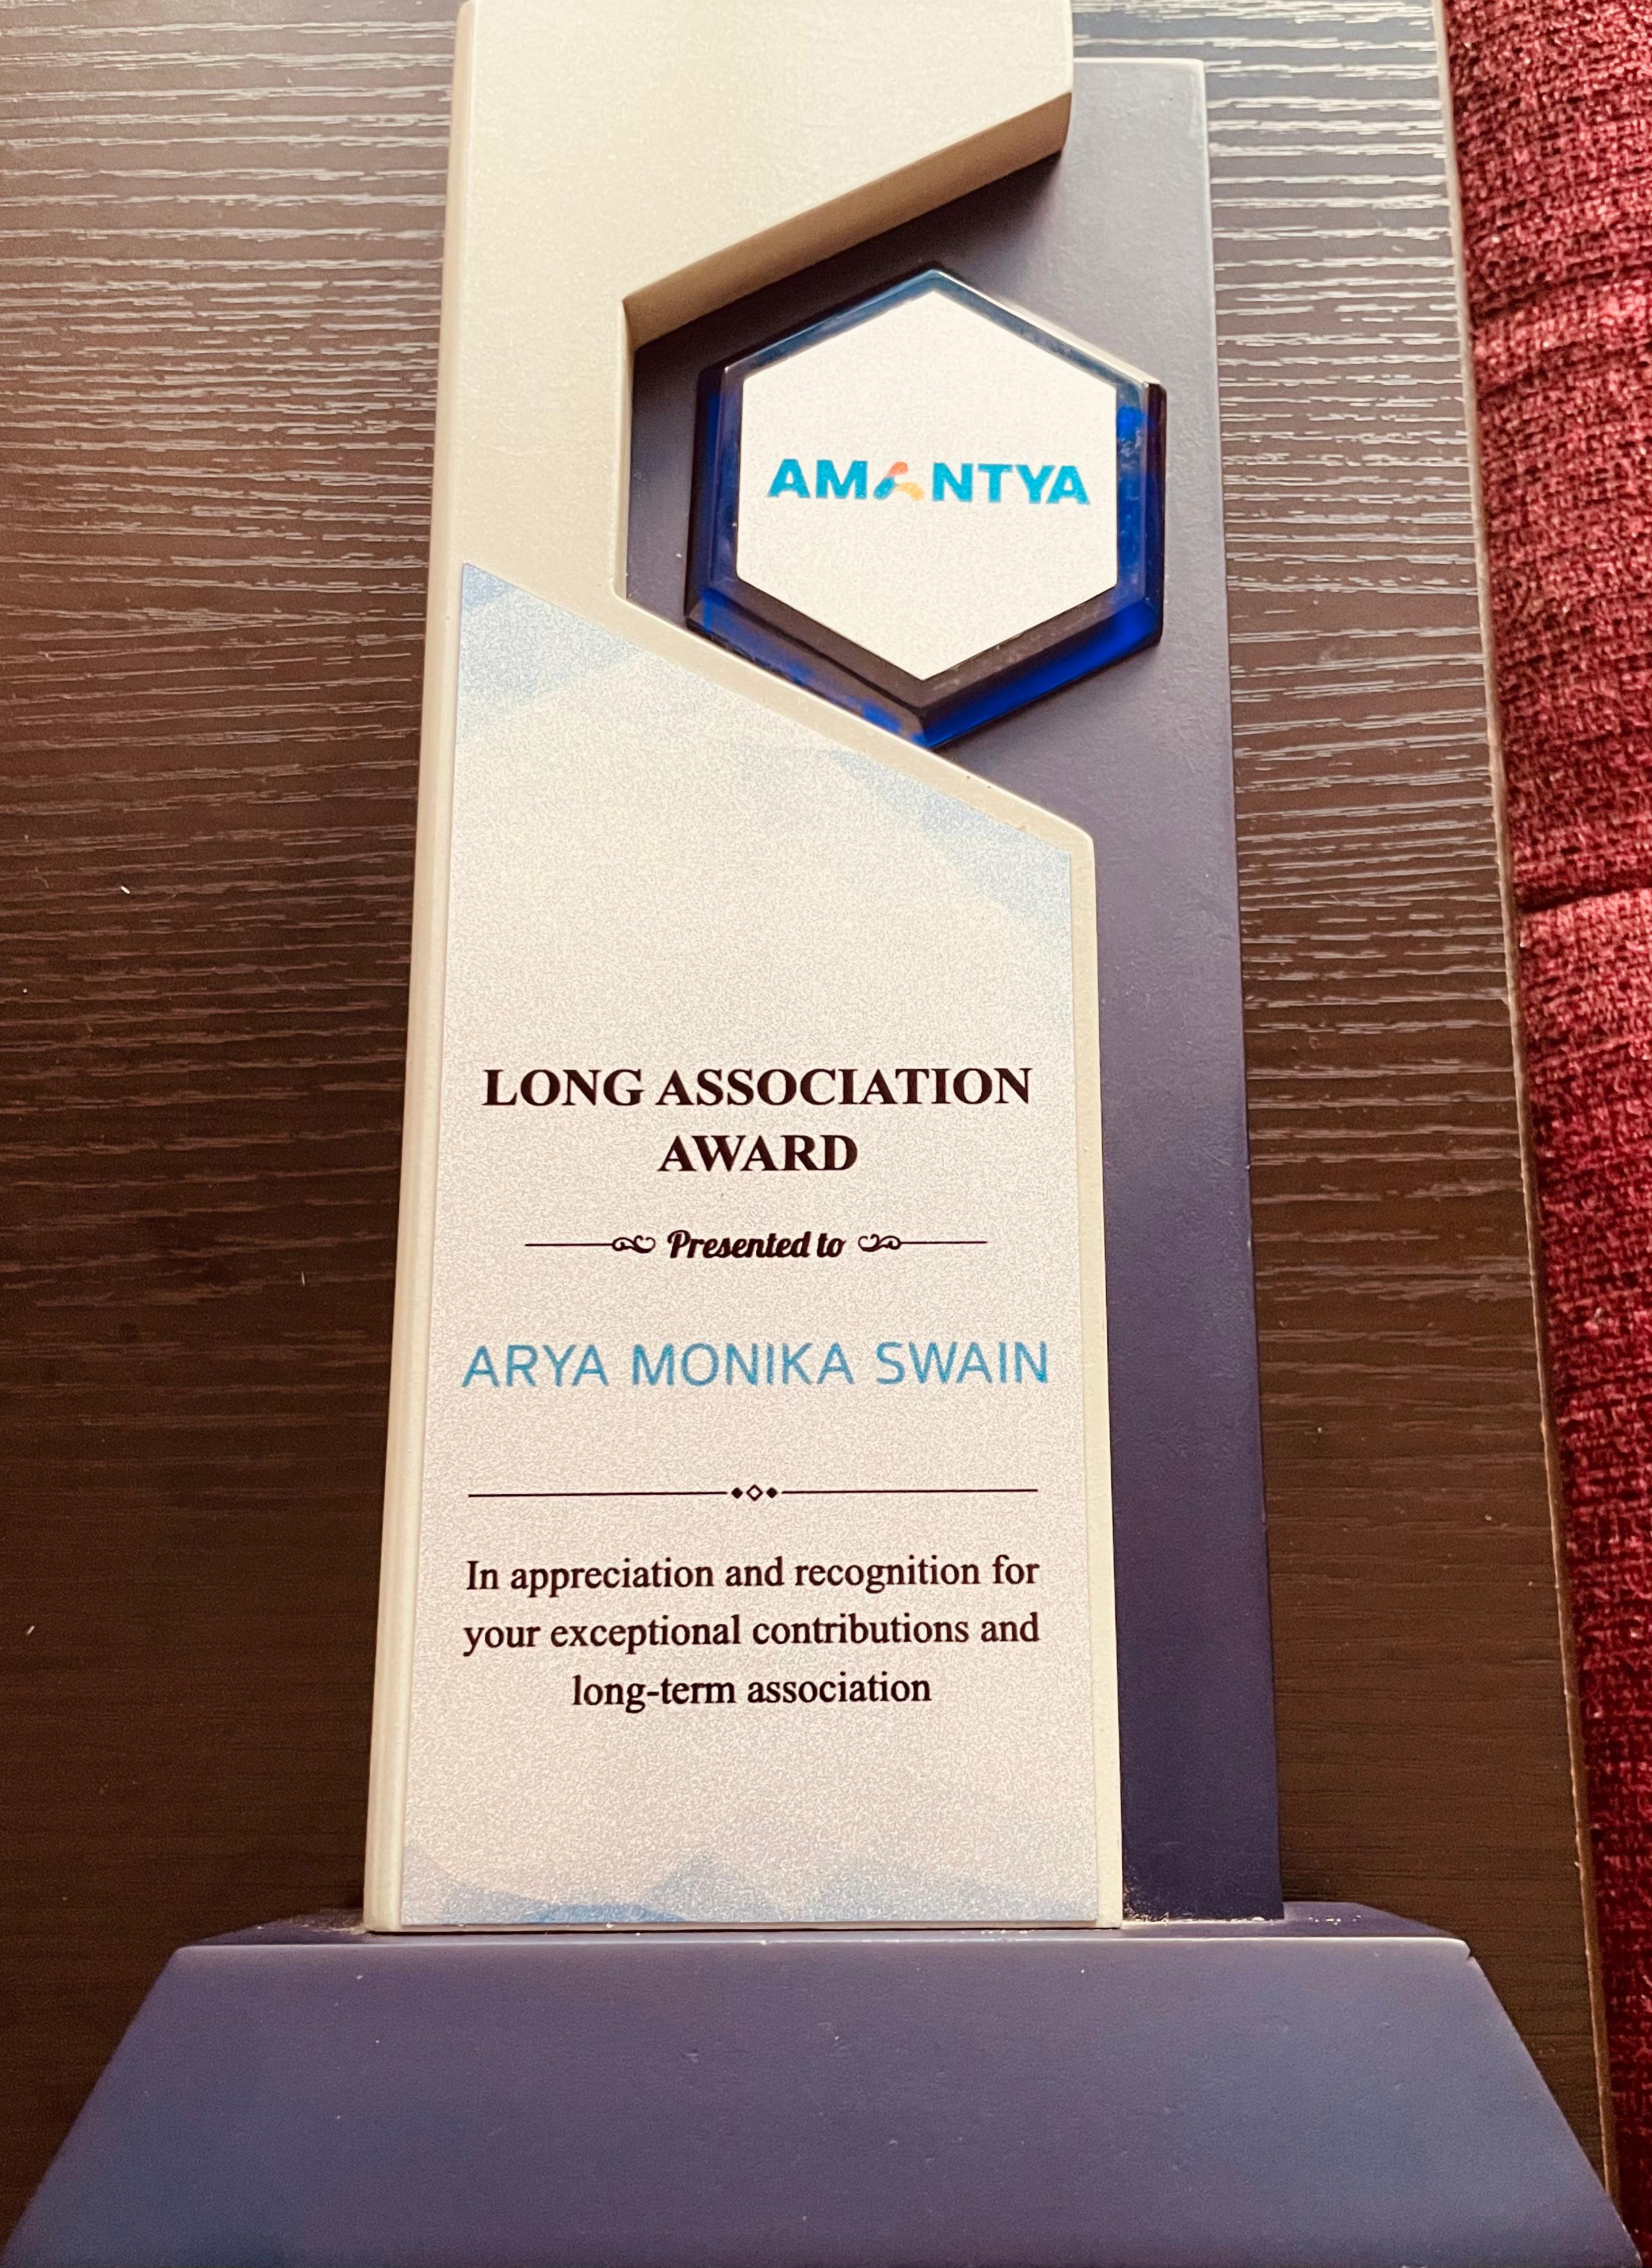 AMANTYA
LONG ASSOCIATION
AWARD
Presented to
ARYA MONIKA SWAIN
In appreciation and recognition for
your exceptional contributions and
long-term association